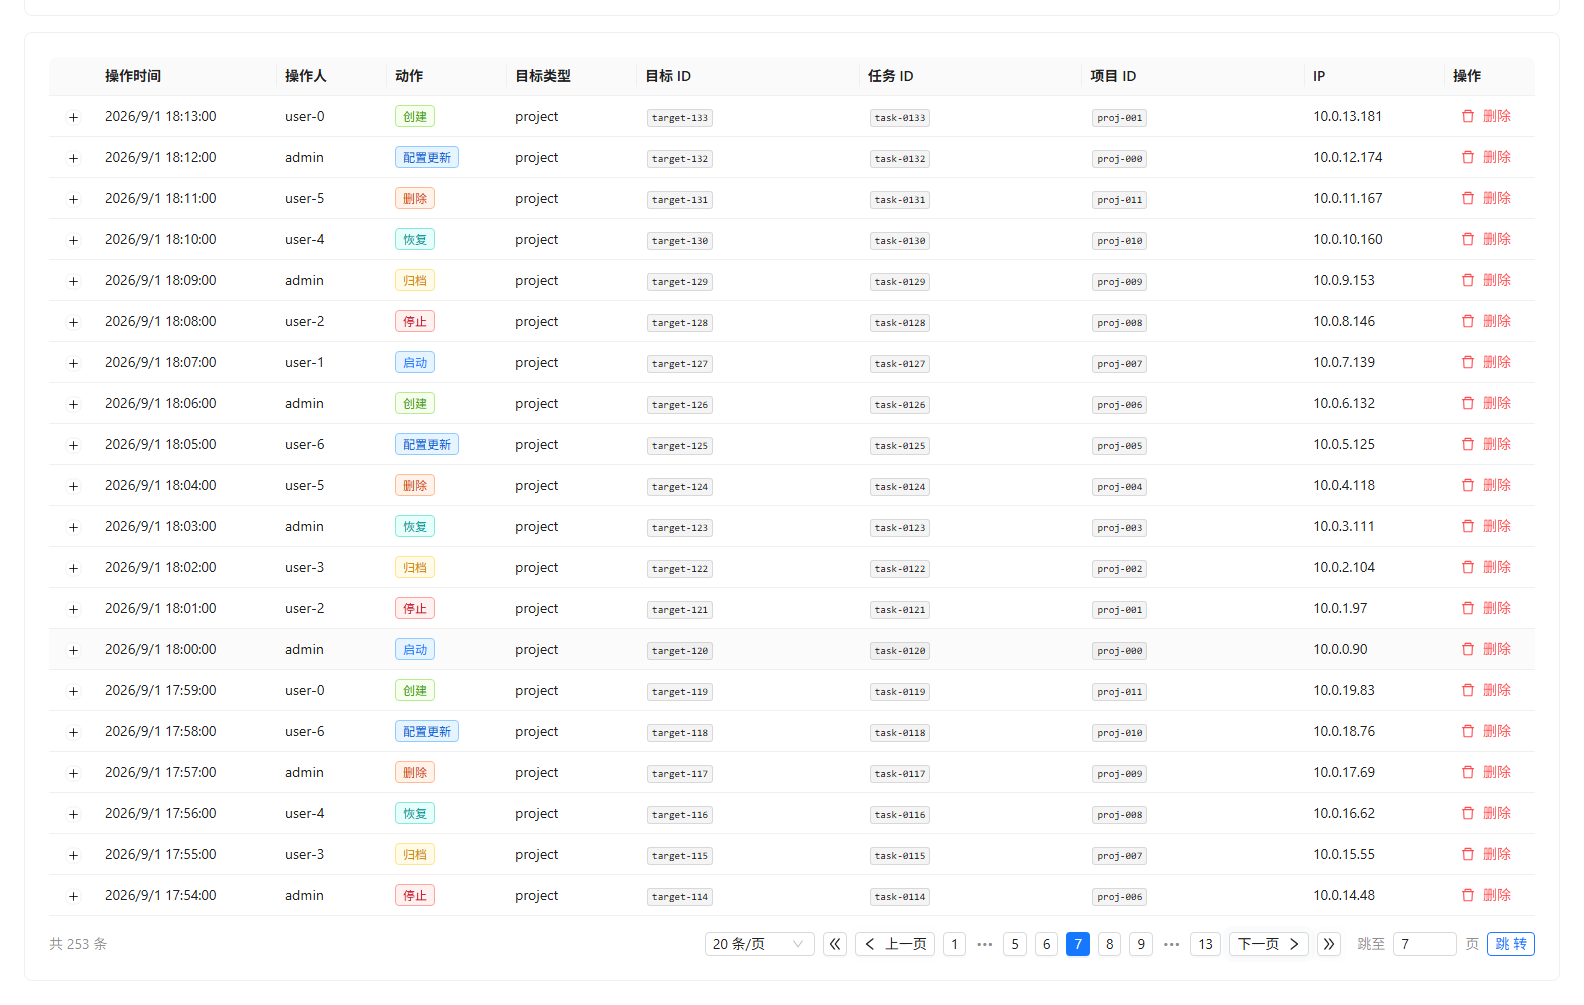 操作时间 操作人 动作 目标类型 目标 ID 任务 ID 项目 ID IP 操作
2026/9/1 18:13:00 user-0 创建 project target-133 task-0133 proj-001 10.0.13.181 删除
2026/9/1 18:12:00 admin 配置更新 project target-132 task-0132 proj-000 10.0.12.174 删除
2026/9/1 18:11:00 user-5 删除 project target-131 task-0131 proj-011 10.0.11.167 删除
2026/9/1 18:10:00 user-4 恢复 project target-130 task-0130 proj-010 10.0.10.160 删除
2026/9/1 18:09:00 admin 归档 project target-129 task-0129 proj-009 10.0.9.153 删除
2026/9/1 18:08:00 user-2 停止 project target-128 task-0128 proj-008 10.0.8.146 删除
2026/9/1 18:07:00 user-1 启动 project target-127 task-0127 proj-007 10.0.7.139 删除
2026/9/1 18:06:00 admin 创建 project target-126 task-0126 proj-006 10.0.6.132 删除
2026/9/1 18:05:00 user-6 配置更新 project target-125 task-0125 proj-005 10.0.5.125 删除
2026/9/1 18:04:00 user-5 删除 project target-124 task-0124 proj-004 10.0.4.118 删除
2026/9/1 18:03:00 admin 恢复 project target-123 task-0123 proj-003 10.0.3.111 删除
2026/9/1 18:02:00 user-3 归档 project target-122 task-0122 proj-002 10.0.2.104 删除
2026/9/1 18:01:00 user-2 停止 project target-121 task-0121 proj-001 10.0.1.97 删除
2026/9/1 18:00:00 admin 启动 project target-120 task-0120 proj-000 10.0.0.90 删除
2026/9/1 17:59:00 user-0 创建 project target-119 task-0119 proj-011 10.0.19.83 删除
2026/9/1 17:58:00 user-6 配置更新 project target-118 task-0118 proj-010 10.0.18.76 删除
2026/9/1 17:57:00 admin 删除 project target-117 task-0117 proj-009 10.0.17.69 删除
2026/9/1 17:56:00 user-4 恢复 project target-116 task-0116 proj-008 10.0.16.62 删除
2026/9/1 17:55:00 user-3 归档 project target-115 task-0115 proj-007 10.0.15.55 删除
2026/9/1 17:54:00 admin 停止 project target-114 task-0114 proj-006 10.0.14.48 删除
共 253 条 20 条/页 上一页 1 ••• 5 6 7 8 9 ••• 13 下一页 跳至 7 页 跳 转